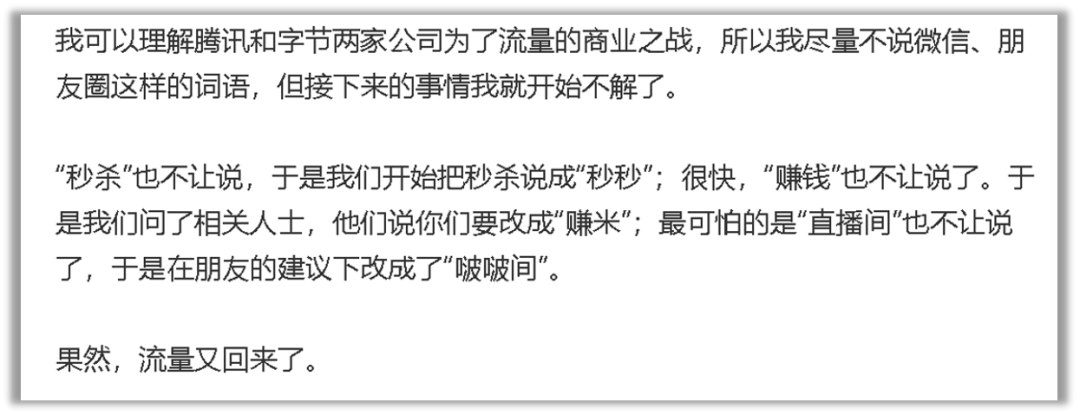 我可以理解腾讯和字节两家公司为了流量的商业之战，所以我尽量不说微信、朋
友圈这样的词语，但接下来的事情我就开始不解了。
“秒杀”也不让说，于是我们开始把秒杀说成“秒秒”；很快，“赚钱”也不让说了。于
是我们问了相关人士，他们说你们要改成“赚米”；最可怕的是“直播间”也不让说
了，于是在朋友的建议下改成了“啵啵间”。
果然，流量又回来了。